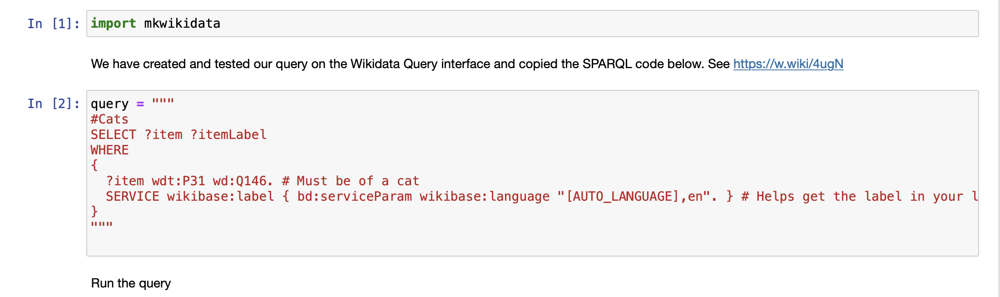 In [1]: import mkwikidata
We have created and tested our query on the Wikidata Query interface and copied the SPARQL code below. See https://w.wiki/4ugN
In [2]: query = """
#Cats
SELECT ?item ?itemLabel
WHERE
{
  ?item wdt:P31 wd:Q146. # Must be of a cat
  SERVICE wikibase:label { bd:serviceParam wikibase:language "[AUTO_LANGUAGE],en". } # Helps get the label in your l
}
"""
Run the query